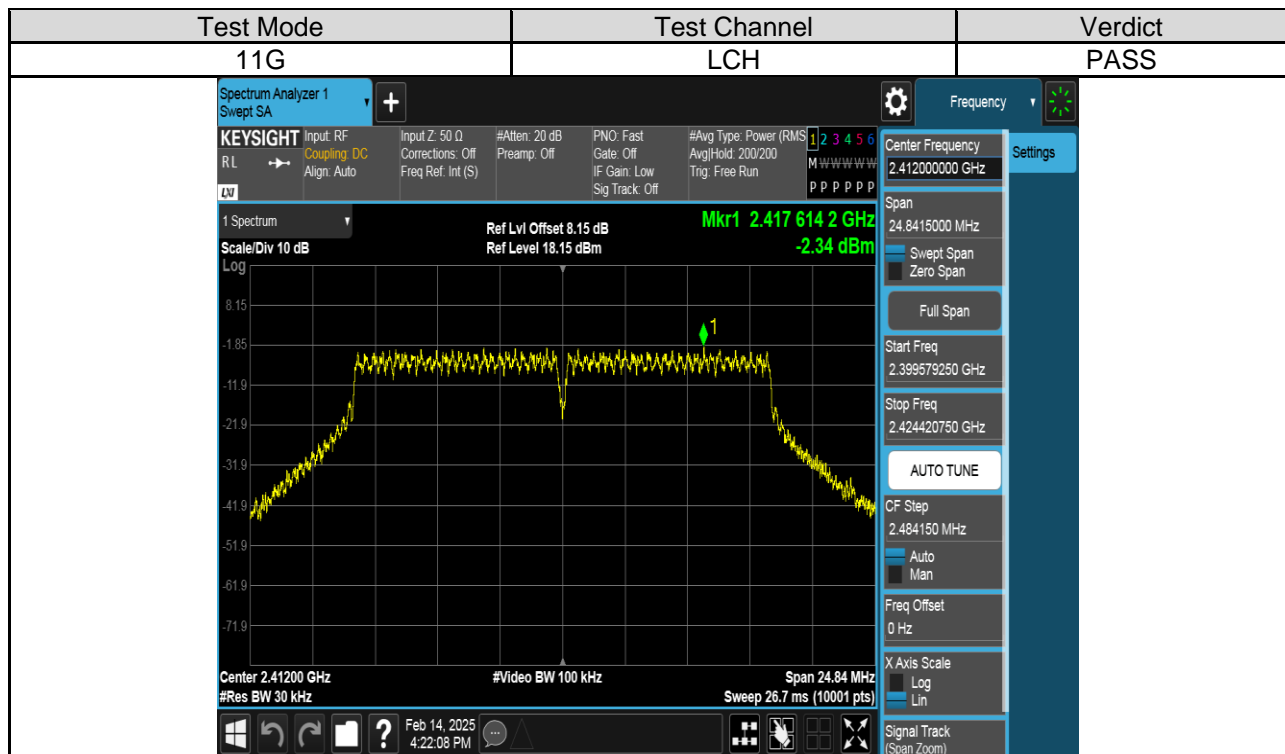 Test Mode Test Channel Verdict
11G LCH PASS
Spectrum Analyzer 1
Swept SA
+
Frequency
KEYSIGHT
RL
LXI
Input: RF
Coupling: DC
Align: Auto
Input Z: 50 Ω
Corrections: Off
Freq Ref: Int (S)
#Atten: 20 dB
Preamp: Off
PNO: Fast
Gate: Off
IF Gain: Low
Sig Track: Off
#Avg Type: Power (RMS
Avg|Hold: 200/200
Trig: Free Run
1 2 3 4 5 6
M W W W W W
P P P P P P
1 Spectrum
Scale/Div 10 dB
Log
Ref Lvl Offset 8.15 dB
Ref Level 18.15 dBm
Mkr1 2.417 614 2 GHz
-2.34 dBm
1
8.15
-1.85
-11.9
-21.9
-31.9
-41.9
-51.9
-61.9
-71.9
Center 2.41200 GHz
#Res BW 30 kHz
#Video BW 100 kHz
Span 24.84 MHz
Sweep 26.7 ms (10001 pts)
Center Frequency
2.412000000 GHz
Settings
Span
24.8415000 MHz
Swept Span
Zero Span
Full Span
Start Freq
2.399579250 GHz
Stop Freq
2.424420750 GHz
AUTO TUNE
CF Step
2.484150 MHz
Auto
Man
Freq Offset
0 Hz
X Axis Scale
Log
Lin
Signal Track
(Span Zoom)
?
Feb 14, 2025
4:22:08 PM